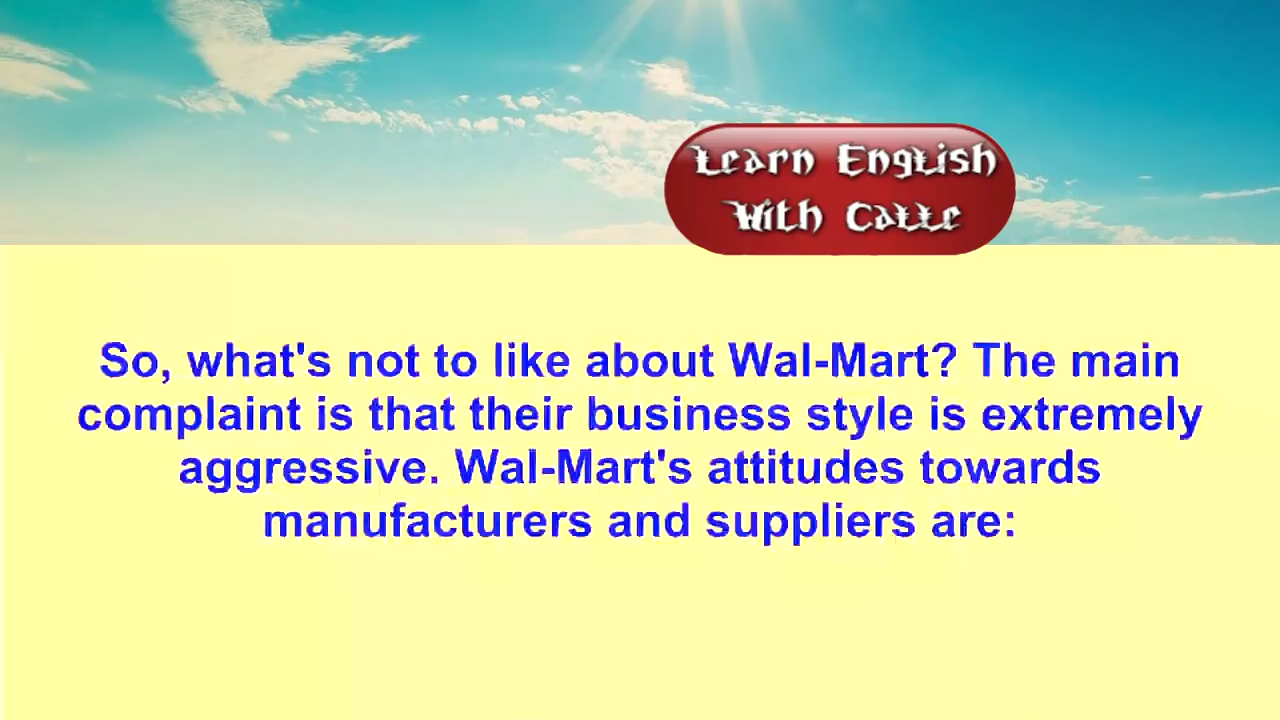 Learn English
With Calle
So, what's not to like about Wal-Mart? The main
complaint is that their business style is extremely
aggressive. Wal-Mart's attitudes towards
manufacturers and suppliers are: